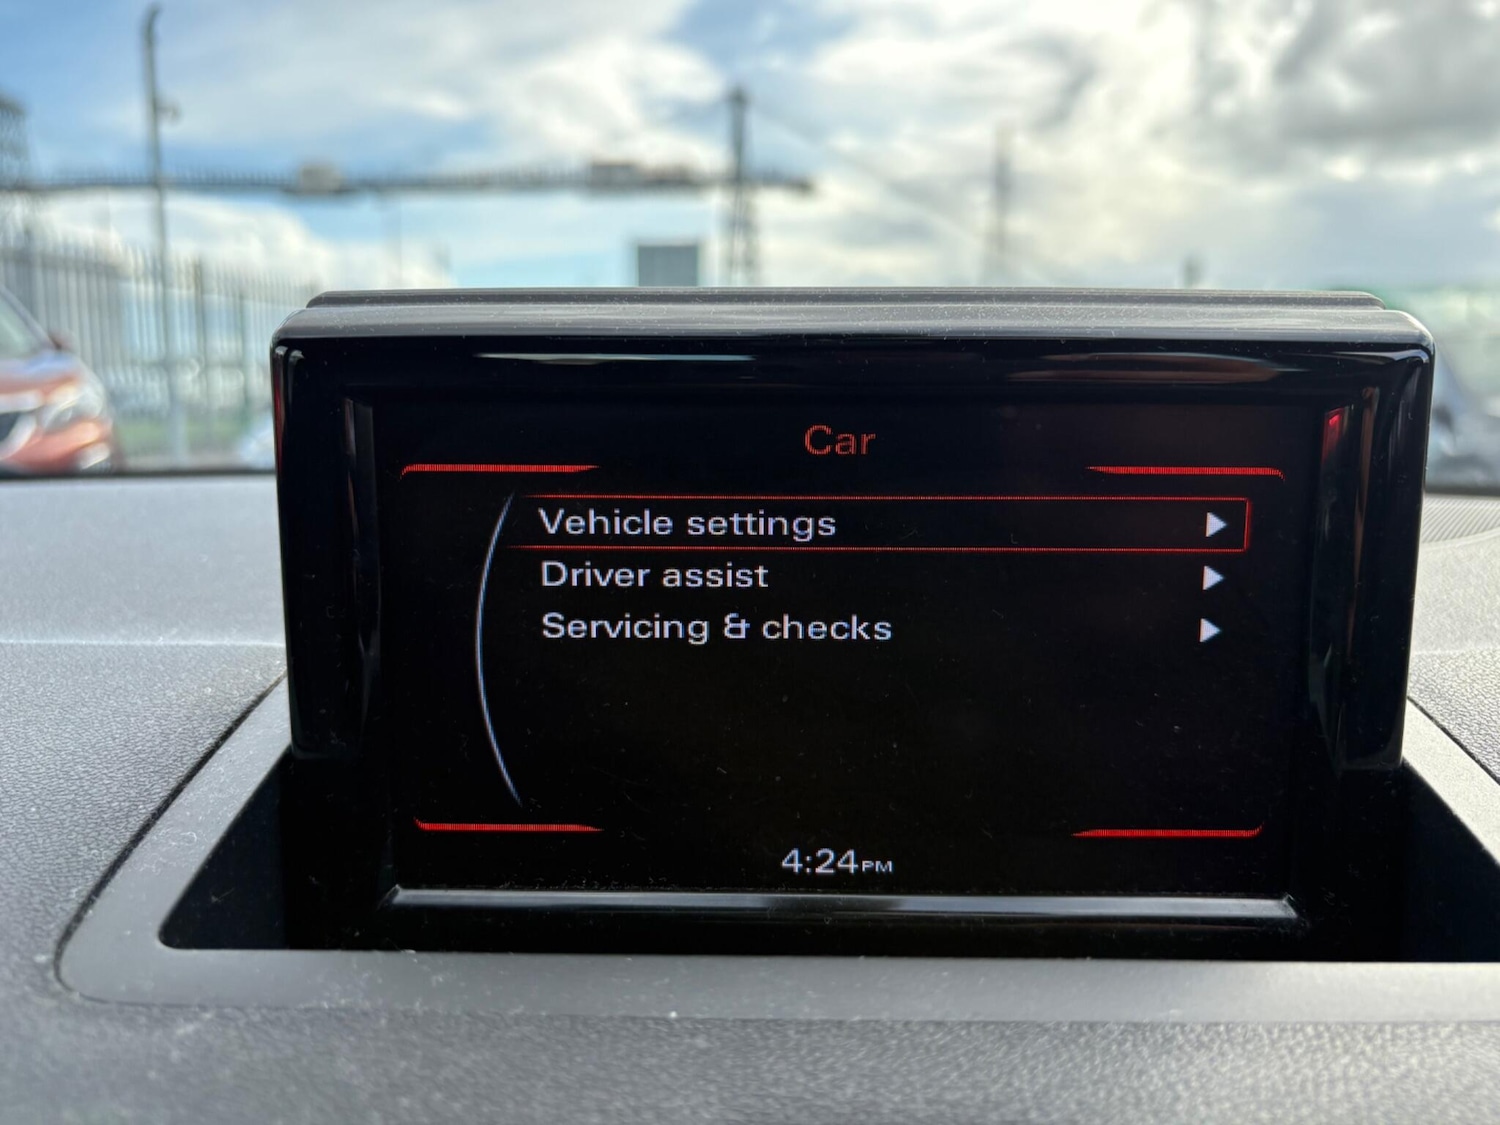 Car
Vehicle settings
Driver assist
Servicing & checks
4:24PM